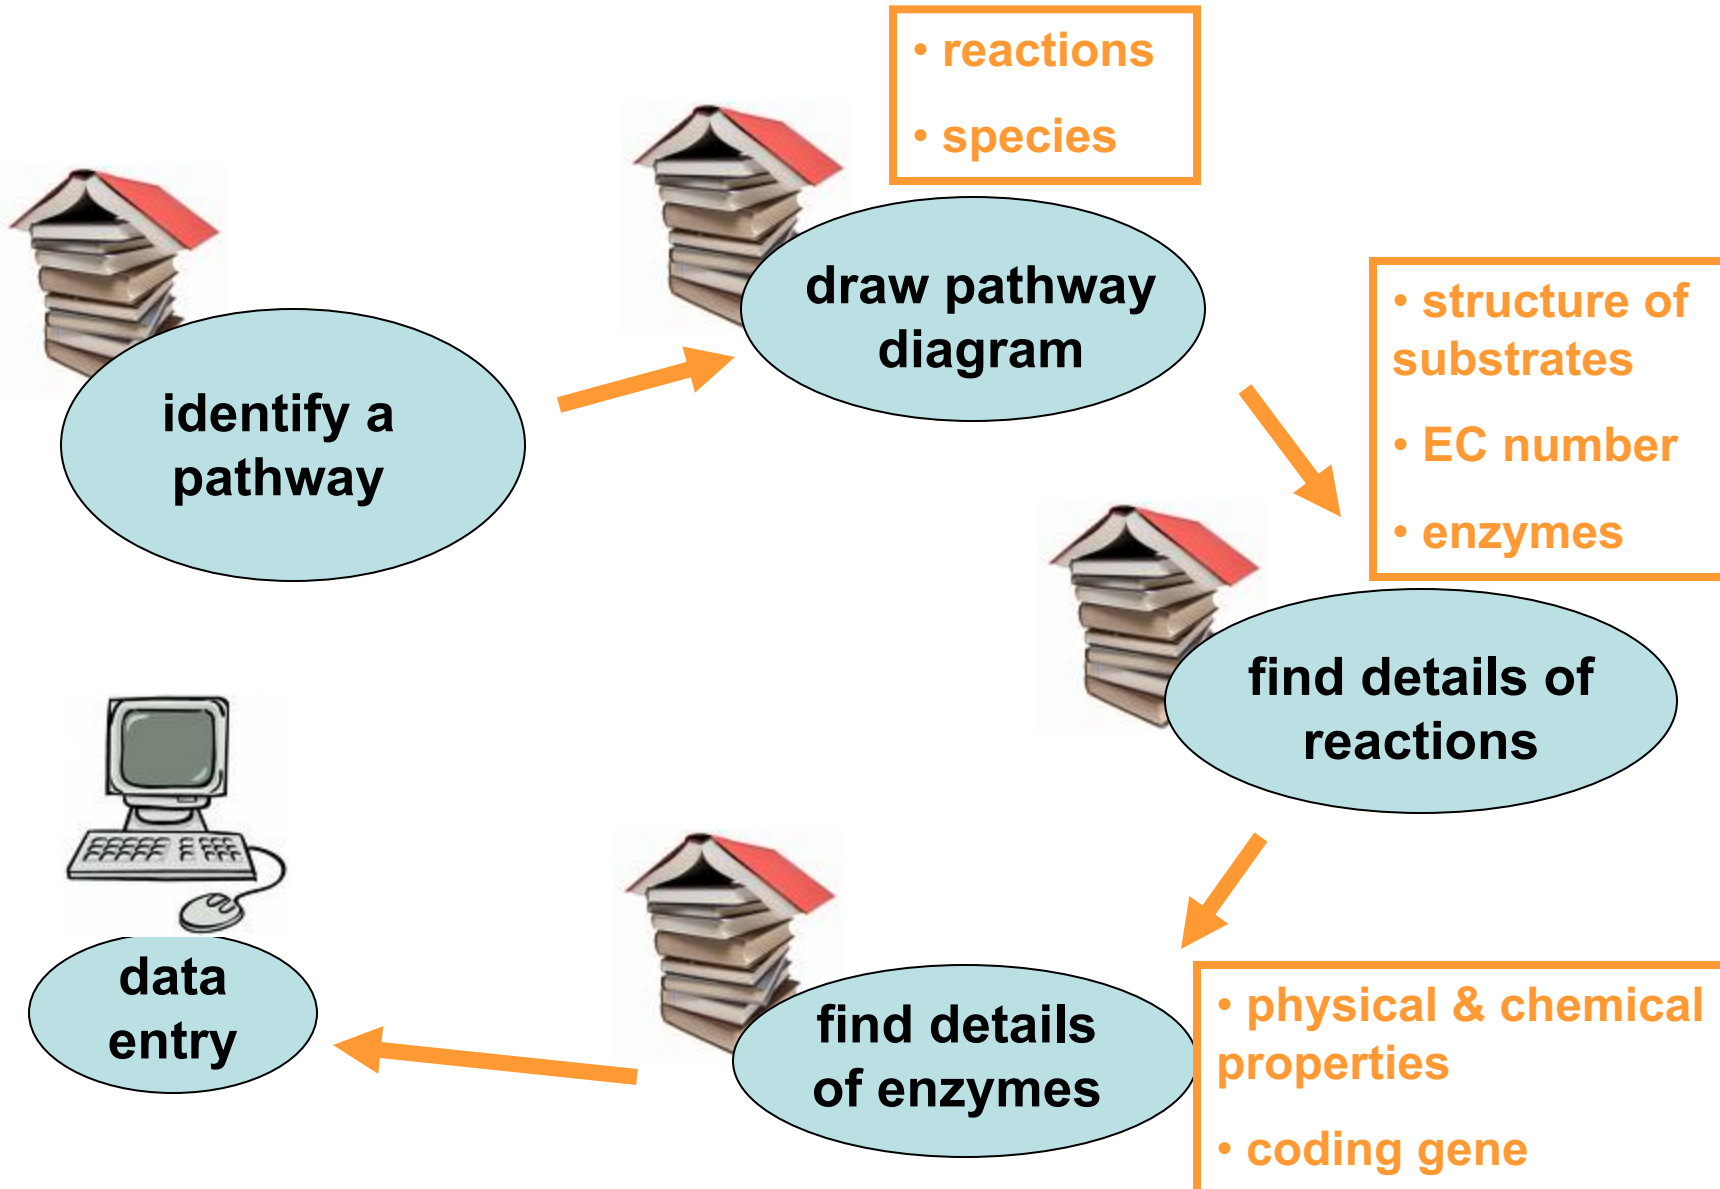 • reactions
• species
draw pathway
diagram
identify a
pathway
• structure of
substrates
• EC number
• enzymes
find details of
reactions
• physical & chemical
properties
• coding gene
find details
of enzymes
data
entry